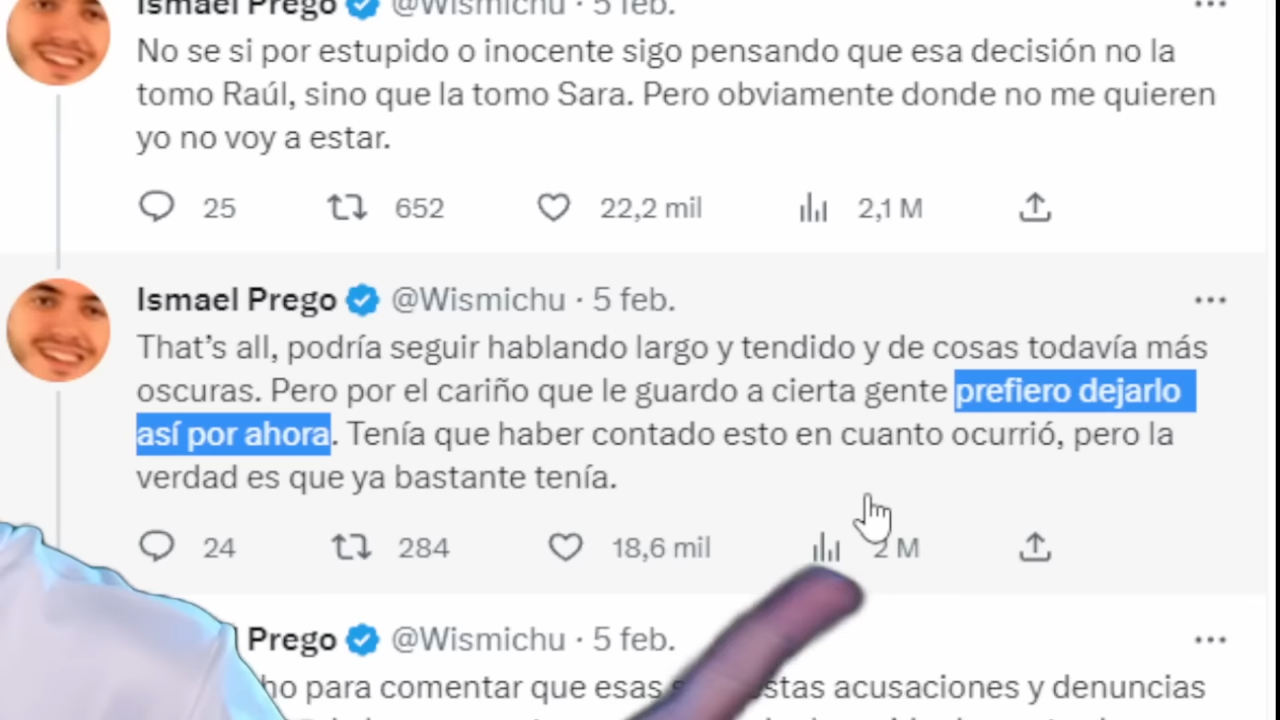 Ismael Prego @Wismichu · 5 feb.
No se si por estupido o inocente sigo pensando que esa decisión no la
tomo Raúl, sino que la tomo Sara. Pero obviamente donde no me quieren
yo no voy a estar.
25 652 22,2 mil 2,1 M
Ismael Prego @Wismichu · 5 feb.
That's all, podría seguir hablando largo y tendido y de cosas todavía más
oscuras. Pero por el cariño que le guardo a cierta gente prefiero dejarlo
así por ahora. Tenía que haber contado esto en cuanto ocurrió, pero la
verdad es que ya bastante tenía.
24 284 18,6 mil 2 M
Prego @Wismichu · 5 feb.
para comentar que esas acusaciones y denuncias